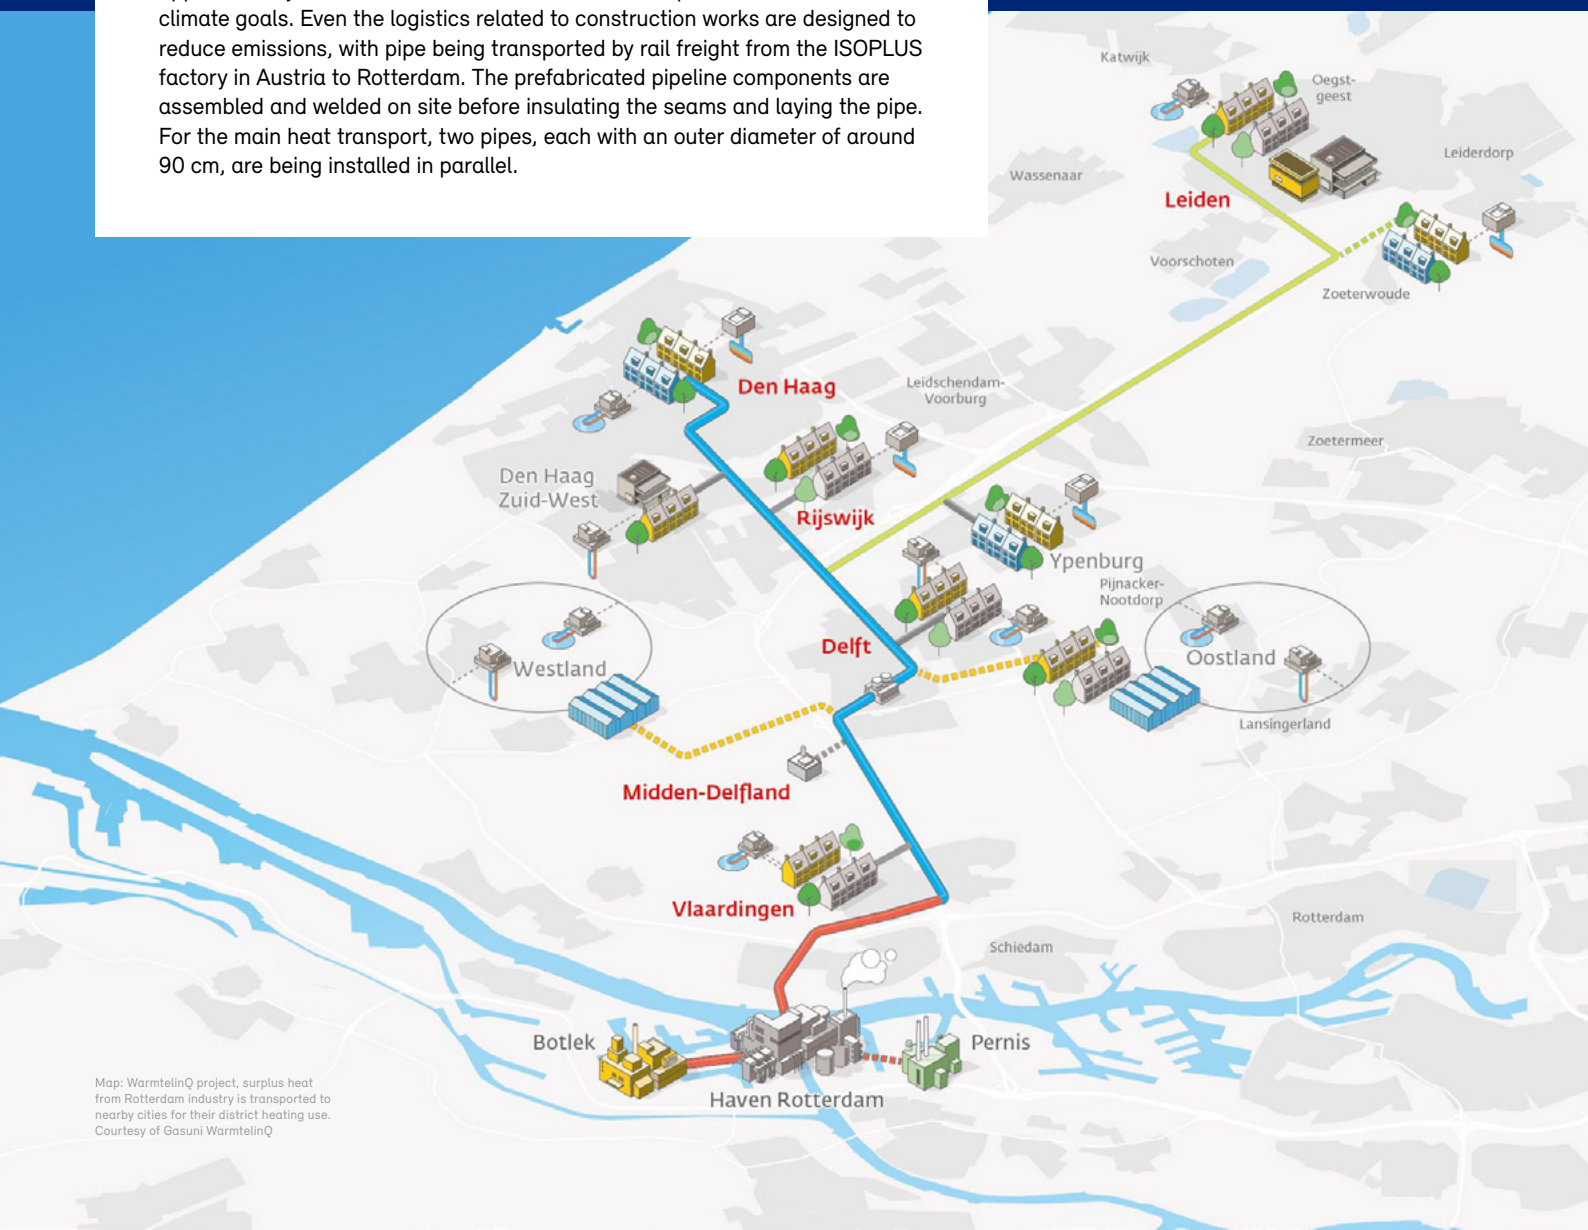 climate goals. Even the logistics related to construction works are designed to
reduce emissions, with pipe being transported by rail freight from the ISOPLUS
factory in Austria to Rotterdam. The prefabricated pipeline components are
assembled and welded on site before insulating the seams and laying the pipe.
For the main heat transport, two pipes, each with an outer diameter of around
90 cm, are being installed in parallel.
Katwijk
Oegst-
geest
Leiderdorp
Wassenaar
Leiden
Voorschoten
Zoeterwoude
Den Haag
Leidschendam-
Voorburg
Zoetermeer
Den Haag
Zuid-West
Rijswijk
Ypenburg
Pijnacker-
Nootdorp
Delft
Westland
Oostland
Lansingerland
Midden-Delfland
Vlaardingen
Rotterdam
Schiedam
Botlek
Pernis
Haven Rotterdam
Map: WarmtelinQ project, surplus heat
from Rotterdam industry is transported to
nearby cities for their district heating use.
Courtesy of Gasuni WarmtelinQ